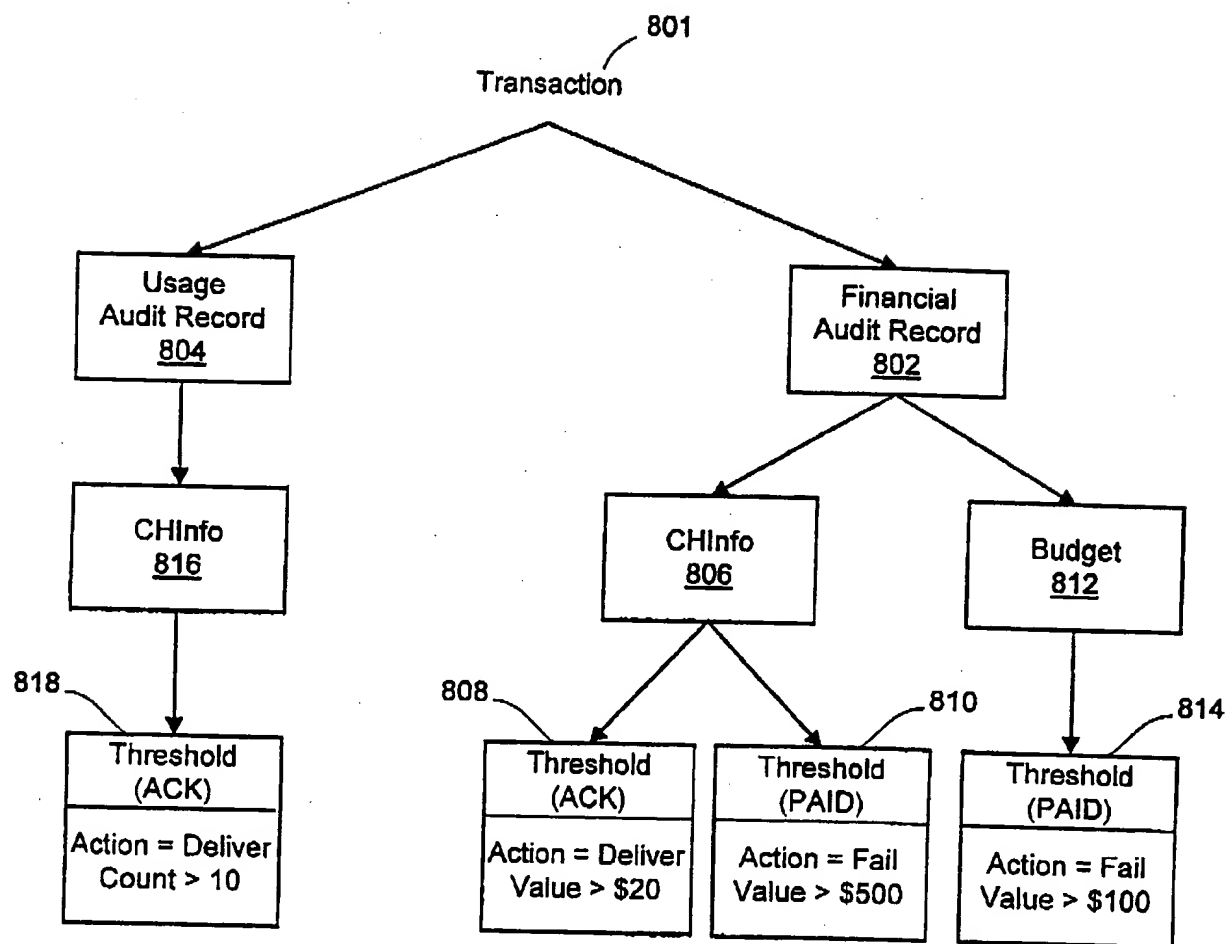 801
Transaction
Usage
Audit Record
804
Financial
Audit Record
802
CHInfo
816
CHInfo
806
Budget
812
818
Threshold
(ACK)
Action = Deliver
Count > 10
808
Threshold
(ACK)
Action = Deliver
Value > $20
810
Threshold
(PAID)
Action = Fail
Value > $500
814
Threshold
(PAID)
Action = Fail
Value > $100